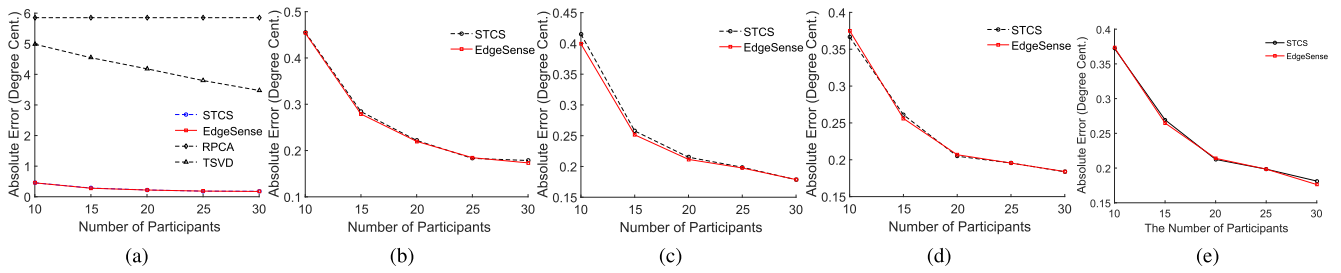 Absolute Error (Degree Cent.)
6
5
4
3
2
1
0
STCS
EdgeSense
RPCA
TSVD
10 15 20 25 30
Number of Participants
(a)
Absolute Error (Degree Cent.)
0.5
0.4
0.3
0.2
0.1
STCS
EdgeSense
10 15 20 25 30
Number of Participants
(b)
Absolute Error (Degree Cent.)
0.45
0.4
0.35
0.3
0.25
0.2
0.15
STCS
EdgeSense
10 15 20 25 30
Number of Participants
(c)
Absolute Error (Degree Cent.)
0.4
0.35
0.3
0.25
0.2
0.15
STCS
EdgeSense
10 15 20 25 30
Number of Participants
(d)
Absolute Error (Degree Cent.)
0.4
0.35
0.3
0.25
0.2
0.15
STCS
EdgeSense
10 15 20 25 30
The Number of Participants
(e)